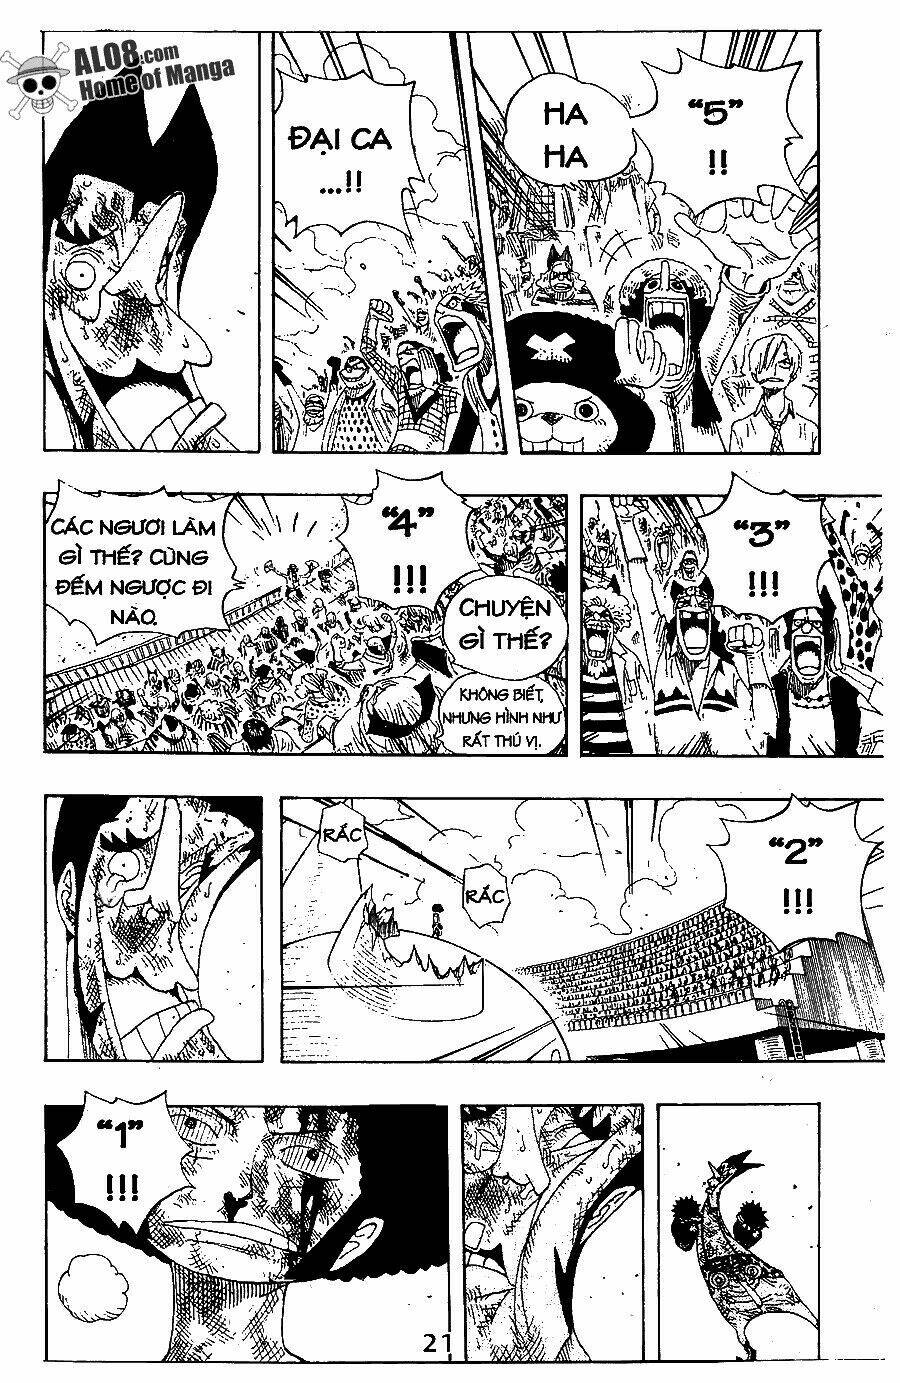 ALO8.com
Home of Manga
"5"
!!
HA
HA
ĐẠI CA
...!!
"3"
!!!
"4"
!!!
CHUYỆN
GÌ THẾ?
KHÔNG BIẾT,
NHƯNG HÌNH NHƯ
RẤT THÚ VỊ.
CÁC NGƯƠI LÀM
GÌ THẾ? CÙNG
ĐẾM NGƯỢC ĐI
NÀO.
"2"
!!!
RẮC
RẮC
"1"
!!!
21